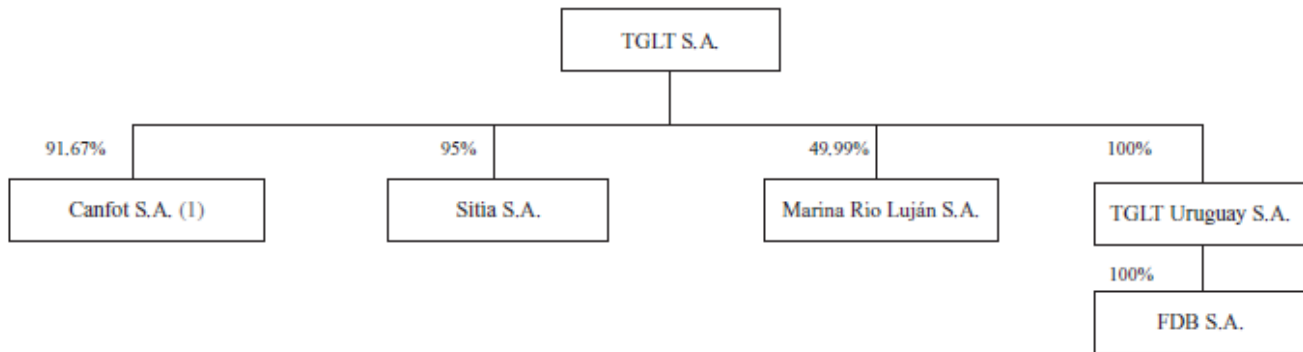 TGLT S.A.
91.67%
95%
49.99%
100%
Canfot S.A. (1)
Sitia S.A.
Marina Rio Luján S.A.
TGLT Uruguay S.A.
100%
FDB S.A.